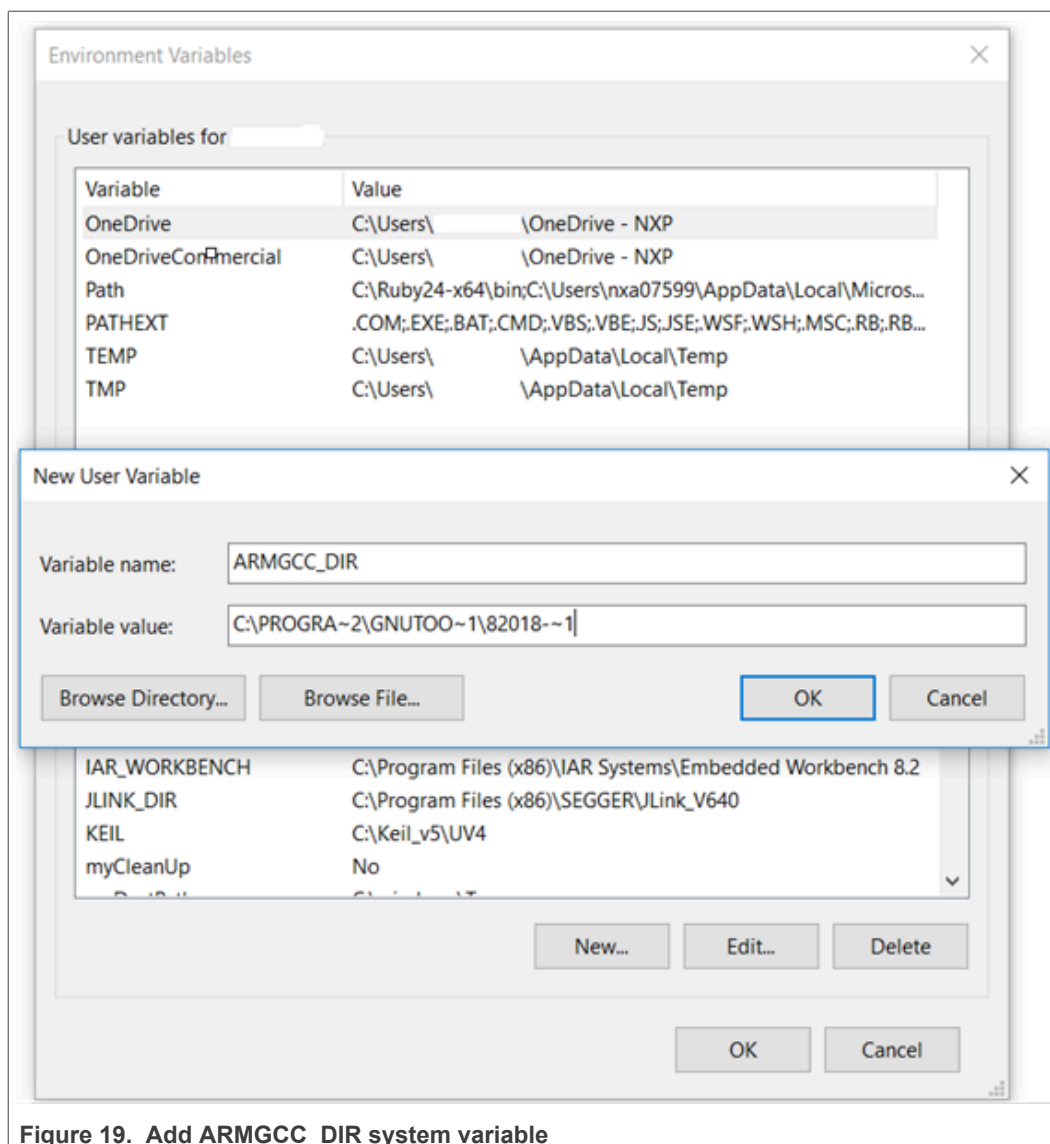 Environment Variables
User variables for
Variable Value
OneDrive C:\Users\ \OneDrive - NXP
OneDriveCommercial C:\Users\ \OneDrive - NXP
Path C:\Ruby24-x64\bin;C:\Users\nxa07599\AppData\Local\Micros...
PATHEXT .COM;.EXE;.BAT;.CMD;.VBS;.VBE;.JS;.JSE;.WSF;.WSH;.MSC;.RB;.RB...
TEMP C:\Users\ \AppData\Local\Temp
TMP C:\Users\ \AppData\Local\Temp
New User Variable
Variable name: ARMGCC_DIR
Variable value: C:\PROGRA~2\GNUTOO~1\82018-~1
Browse Directory... Browse File... OK Cancel
IAR_WORKBENCH C:\Program Files (x86)\IAR Systems\Embedded Workbench 8.2
JLINK_DIR C:\Program Files (x86)\SEGGER\JLink_V640
KEIL C:\Keil_v5\UV4
myCleanUp No
New... Edit... Delete
OK Cancel
Figure 19. Add ARMGCC_DIR system variable